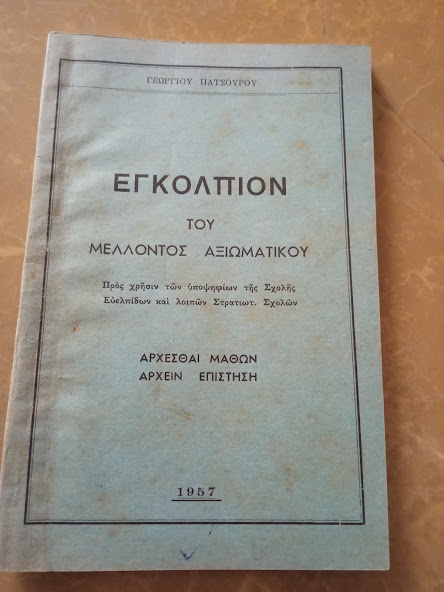 ΓΕΩΡΓΙΟΥ ΠΑΤΣΟΥΡΟΥ
ΕΓΚΟΛΠΙΟΝ
ΤΟΥ
ΜΕΛΛΟΝΤΟΣ ΑΞΙΩΜΑΤΙΚΟΥ
Πρὸς χρῆσιν τῶν ὑποψηφίων τῆς Σχολῆς
Εὐελπίδων καὶ λοιπῶν Στρατιωτ. Σχολῶν
ΑΡΧΕΣΘΑΙ ΜΑΘΩΝ
ΑΡΧΕΙΝ ΕΠΙΣΤΗΣΗ
1957